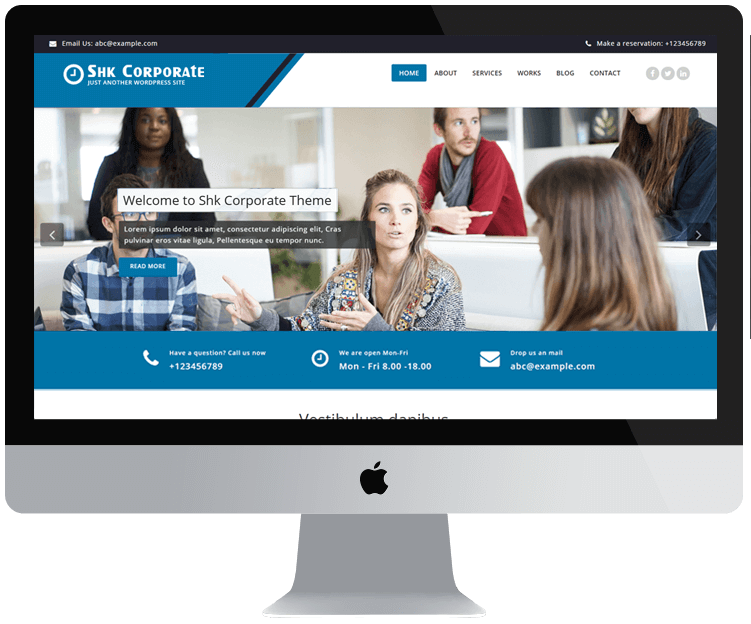 Email Us: abc@example.com
Make a reservation: +123456789
Shk Corporate
JUST ANOTHER WORDPRESS SITE
HOME ABOUT SERVICES WORKS BLOG CONTACT
Welcome to Shk Corporate Theme
Lorem ipsum dolor sit amet, consectetur adipiscing elit, Cras
pulvinar eros vitae ligula, Pellentesque eu tempor nunc.
READ MORE
Have a question? Call us now
+123456789
We are open Mon-Fri
Mon - Fri 8.00 -18.00
Drop us an mail
abc@example.com
Vestibulum dapibus